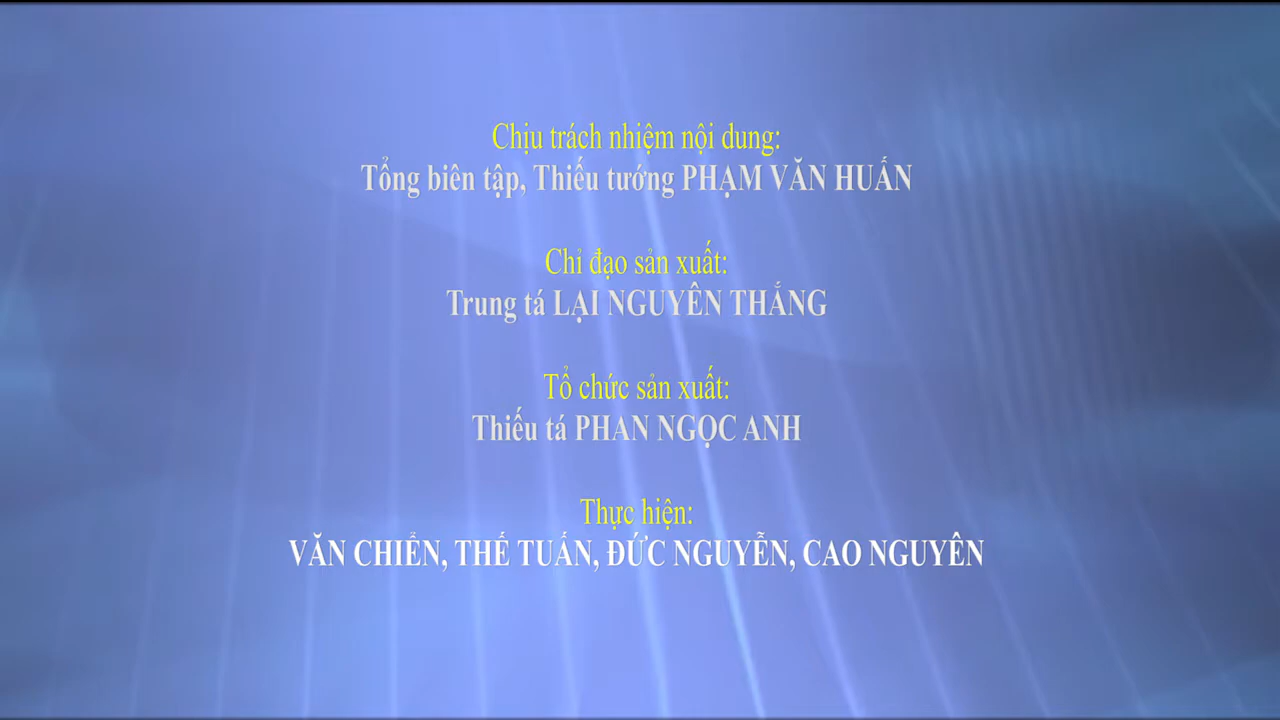 Chịu trách nhiệm nội dung:
Tổng biên tập, Thiếu tướng PHẠM VĂN HUẤN
Chỉ đạo sản xuất:
Trung tá LẠI NGUYÊN THẮNG
Tổ chức sản xuất:
Thiếu tá PHAN NGỌC ANH
Thực hiện:
VĂN CHIỂN, THẾ TUẤN, ĐỨC NGUYỄN, CAO NGUYÊN